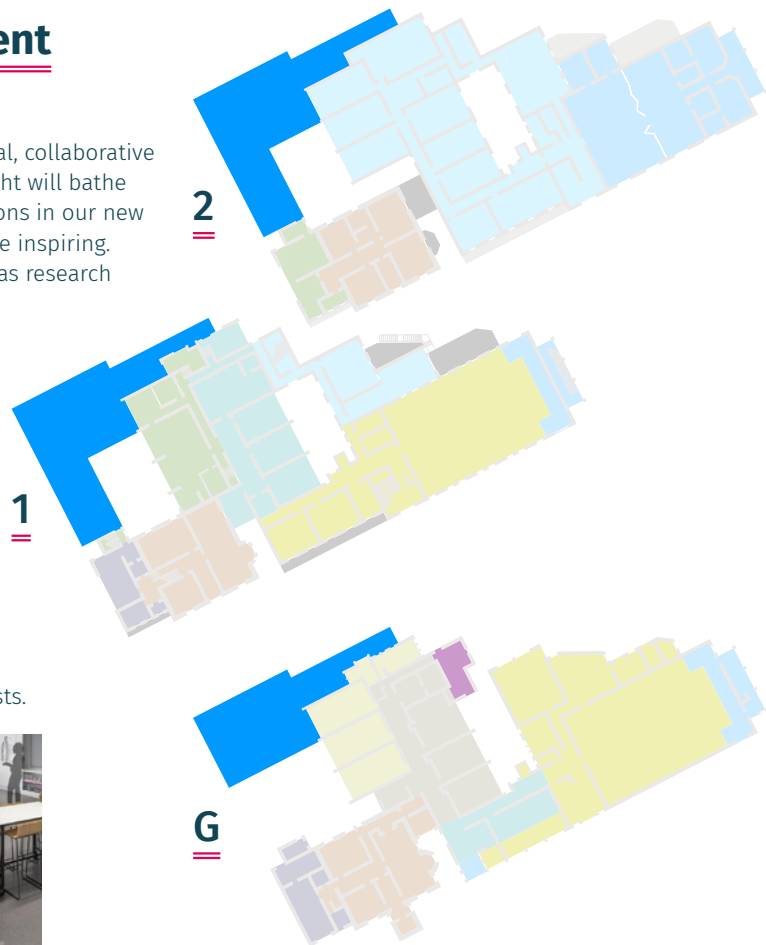 ent
al, collaborative
ht will bathe
ons in our new
e inspiring.
as research
2
1
sts.
G